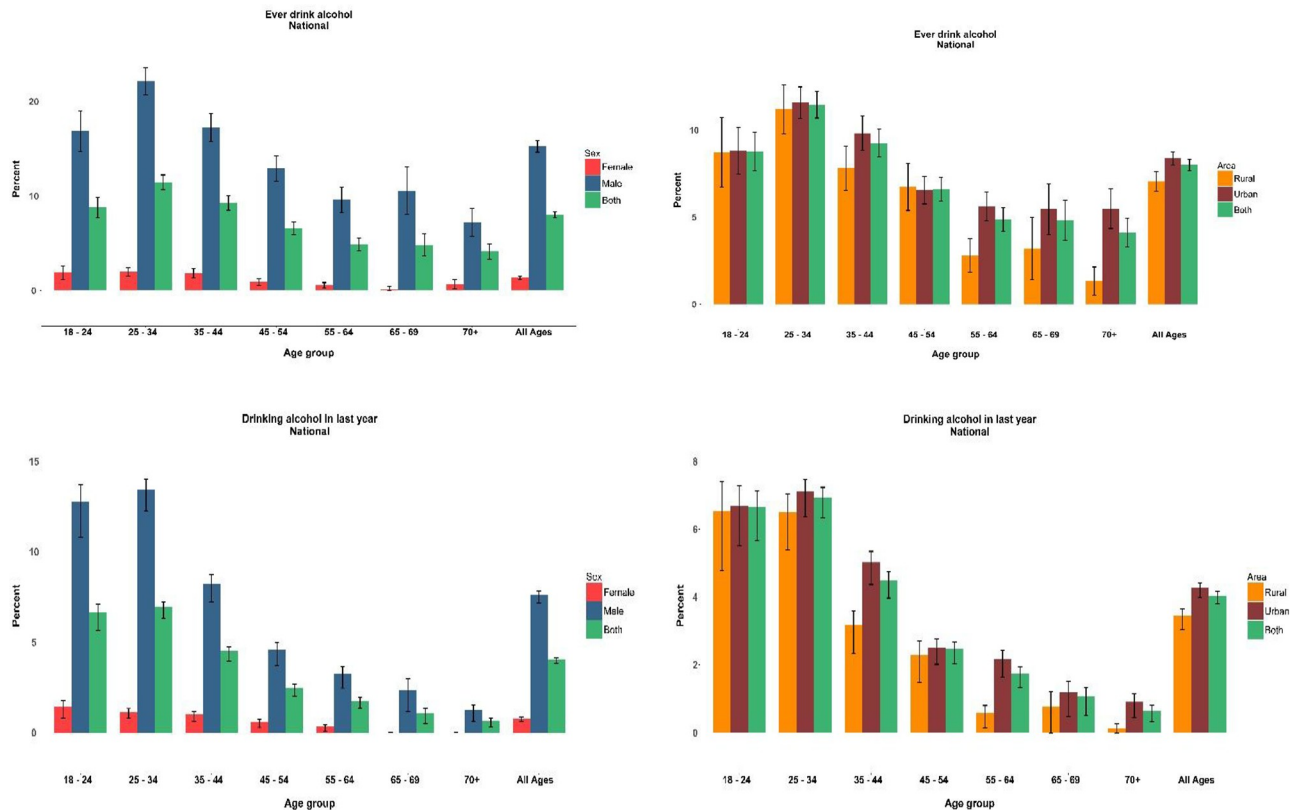 Ever drink alcohol
National
Percent
20
10
0
Sex
Female
Male
Both
18 - 24 25 - 34 35 - 44 45 - 54 55 - 64 65 - 69 70+ All Ages
Age group
Ever drink alcohol
National
Percent
10
5
0
Area
Rural
Urban
Both
18 - 24 25 - 34 35 - 44 45 - 54 55 - 64 65 - 69 70+ All Ages
Age group
Drinking alcohol in last year
National
Percent
15
10
5
0
Sex
Female
Male
Both
18 - 24 25 - 34 35 - 44 45 - 54 55 - 64 65 - 69 70+ All Ages
Age group
Drinking alcohol in last year
National
Percent
8
6
4
2
0
Area
Rural
Urban
Both
18 - 24 25 - 34 35 - 44 45 - 54 55 - 64 65 - 69 70+ All Ages
Age group